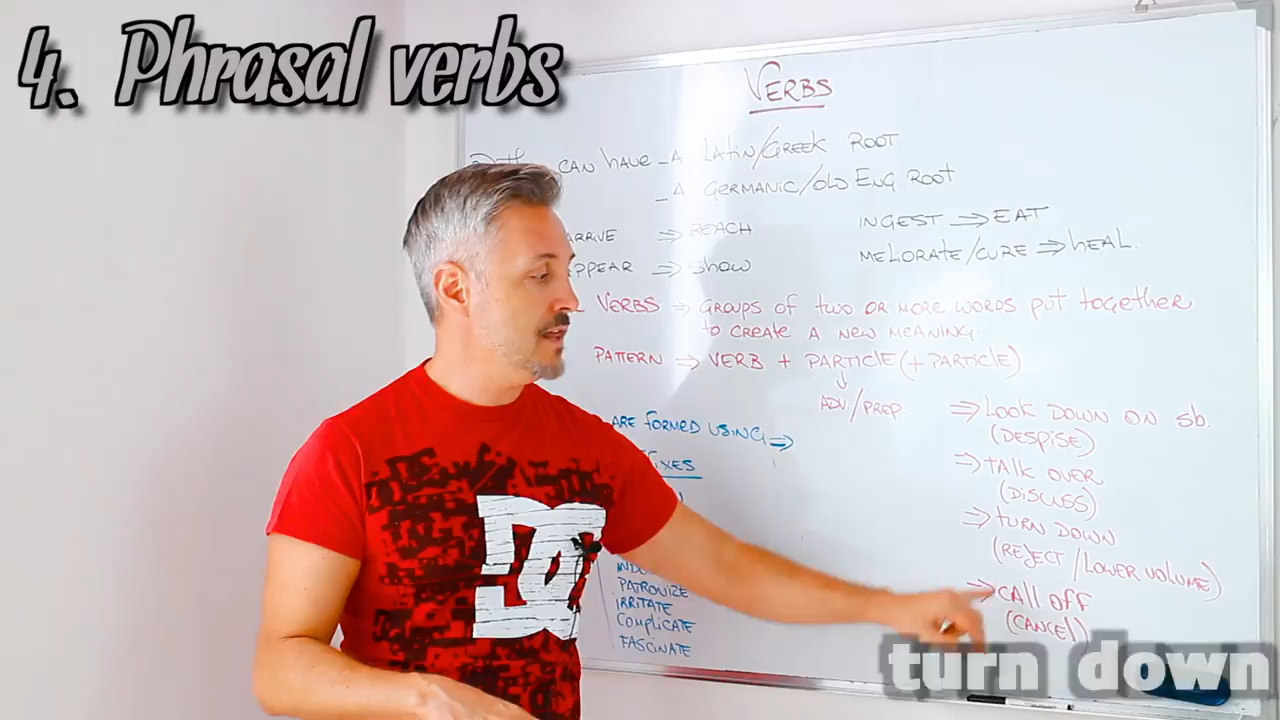 4. Phrasal verbs
VERBS
CAN HAVE - A LATIN/GREEK ROOT
- A GERMANIC/OLD ENG. ROOT
ARRIVE ⇒ REACH
INGEST ⇒ EAT
APPEAR ⇒ SHOW
MELIORATE/CURE ⇒ HEAL.
VERBS ⇒ GROUPS OF TWO OR MORE WORDS PUT TOGETHER
TO CREATE A NEW MEANING.
PATTERN ⇒ VERB + PARTICLE (+ PARTICLE)
ADV/PREP.
⇒ LOOK DOWN ON SB.
(DESPISE)
ARE FORMED USING ⇒
⇒ TALK OVER
(DISCUSS)
⇒ TURN DOWN
(REJECT/LOWER VOLUME)
⇒ CALL OFF
(CANCEL)
PATRONIZE
IRRITATE
COMPLICATE
FASCINATE
DC
turn down